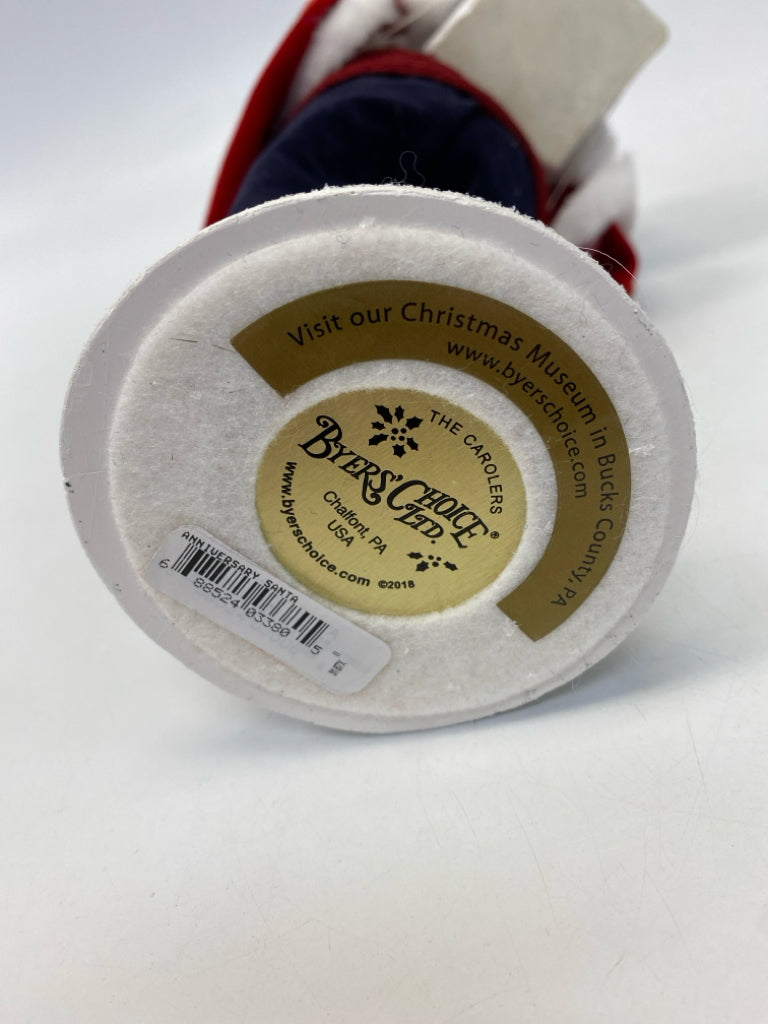 Visit our Christmas Museum in Bucks County, PA
www.byerschoice.com
THE CAROLERS
BYERS' CHOICE
LTD.®
Chalfont, PA
USA
www.byerschoice.com ©2018
ANNIVERSARY SANTA
6 88524 03380 5